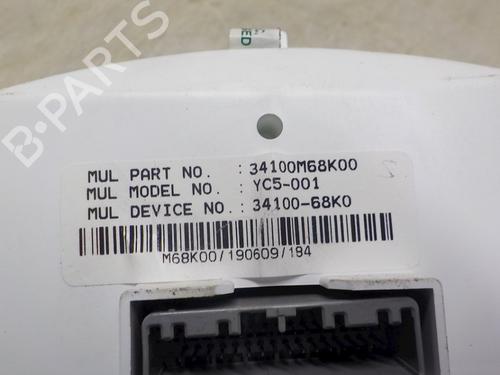 B-PARTS
MUL PART NO. : 34100M68K00
MUL MODEL NO. : YC5-001
MUL DEVICE NO. : 34100-68K0
M68K00/190609/194